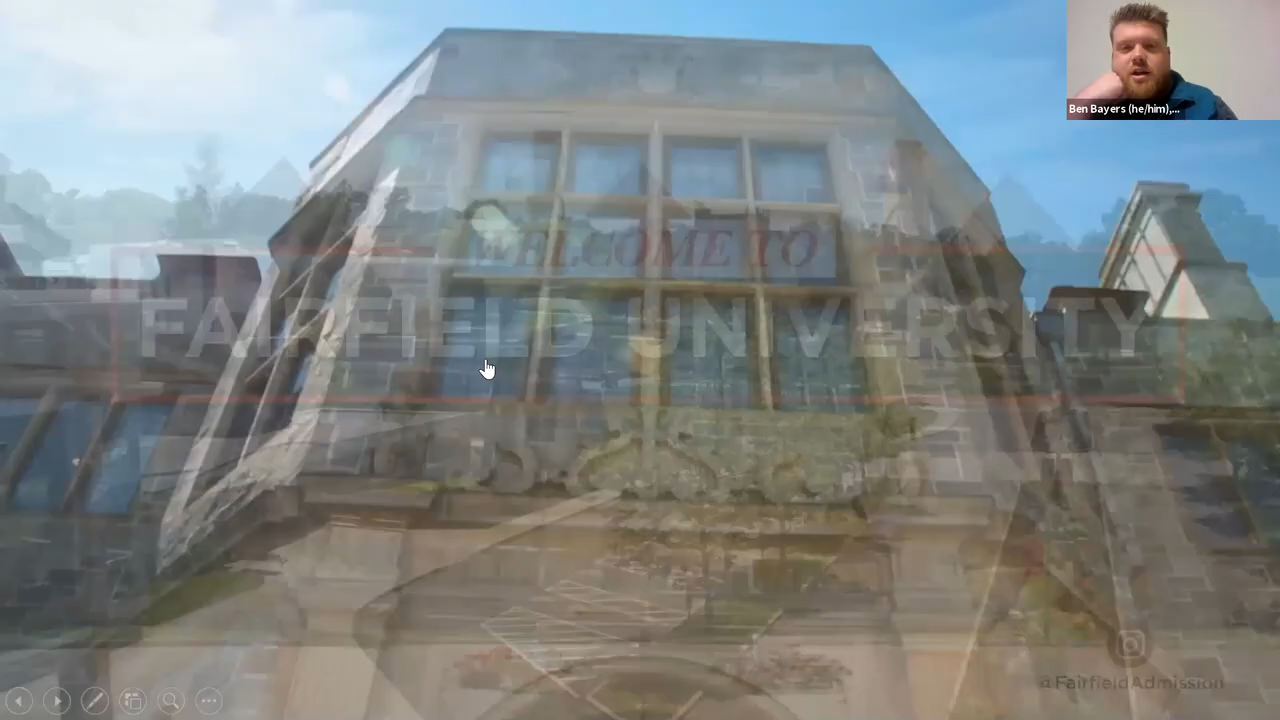 Ben Bayers (he/him),...
WELCOME TO
FAIRFIELD UNIVERSITY
@FairfieldAdmission